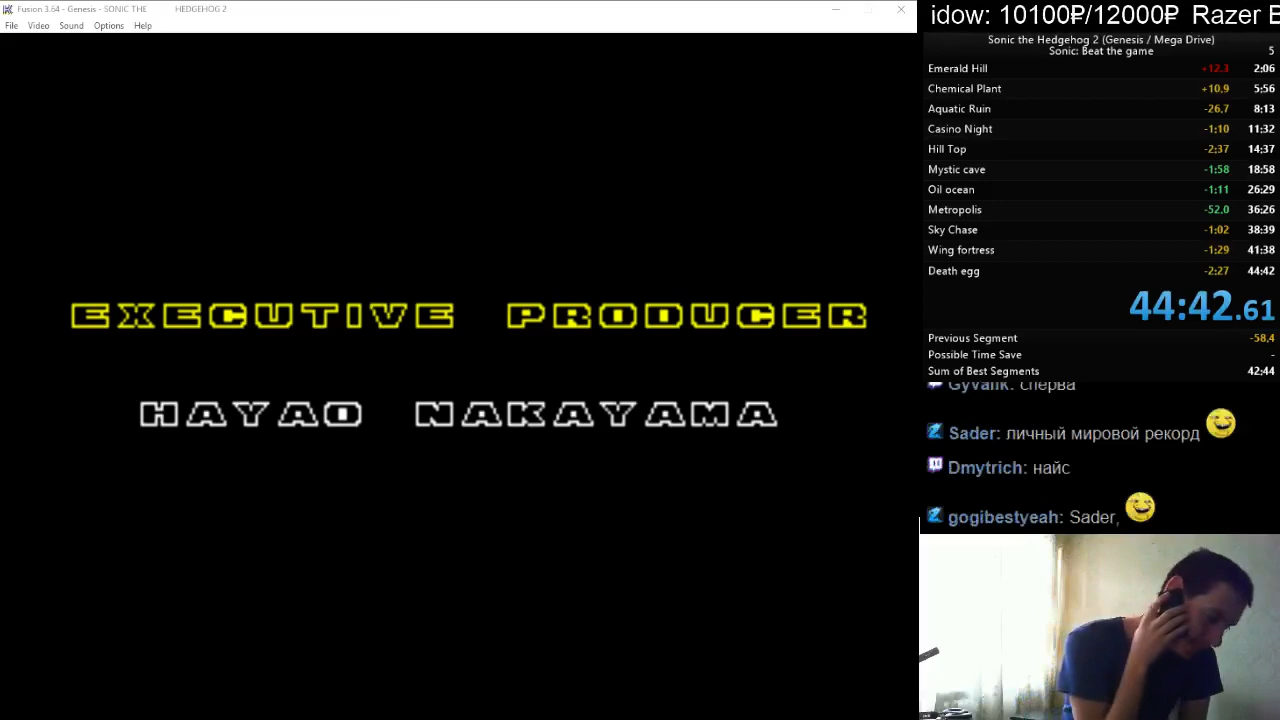 Fusion 3.64 - Genesis - SONIC THE HEDGEHOG 2
File Video Sound Options Help
EXECUTIVE PRODUCER
HAYAO NAKAYAMA
idow: 10100₽/12000₽ Razer B
Sonic the Hedgehog 2 (Genesis / Mega Drive)
Sonic: Beat the game 5
Emerald Hill +12,3 2:06
Chemical Plant +10,9 5:56
Aquatic Ruin -26,7 8:13
Casino Night -1:10 11:32
Hill Top -2:37 14:37
Mystic cave -1:58 18:58
Oil ocean -1:11 26:29
Metropolis -52,0 36:26
Sky Chase -1:02 38:39
Wing fortress -1:29 41:38
Death egg -2:27 44:42
44:42.61
Previous Segment -58,4
Possible Time Save -
Sum of Best Segments 42:44
Gyvalik: сперва
Sader: личный мировой рекорд
Dmytrich: найс
gogibestyeah: Sader,